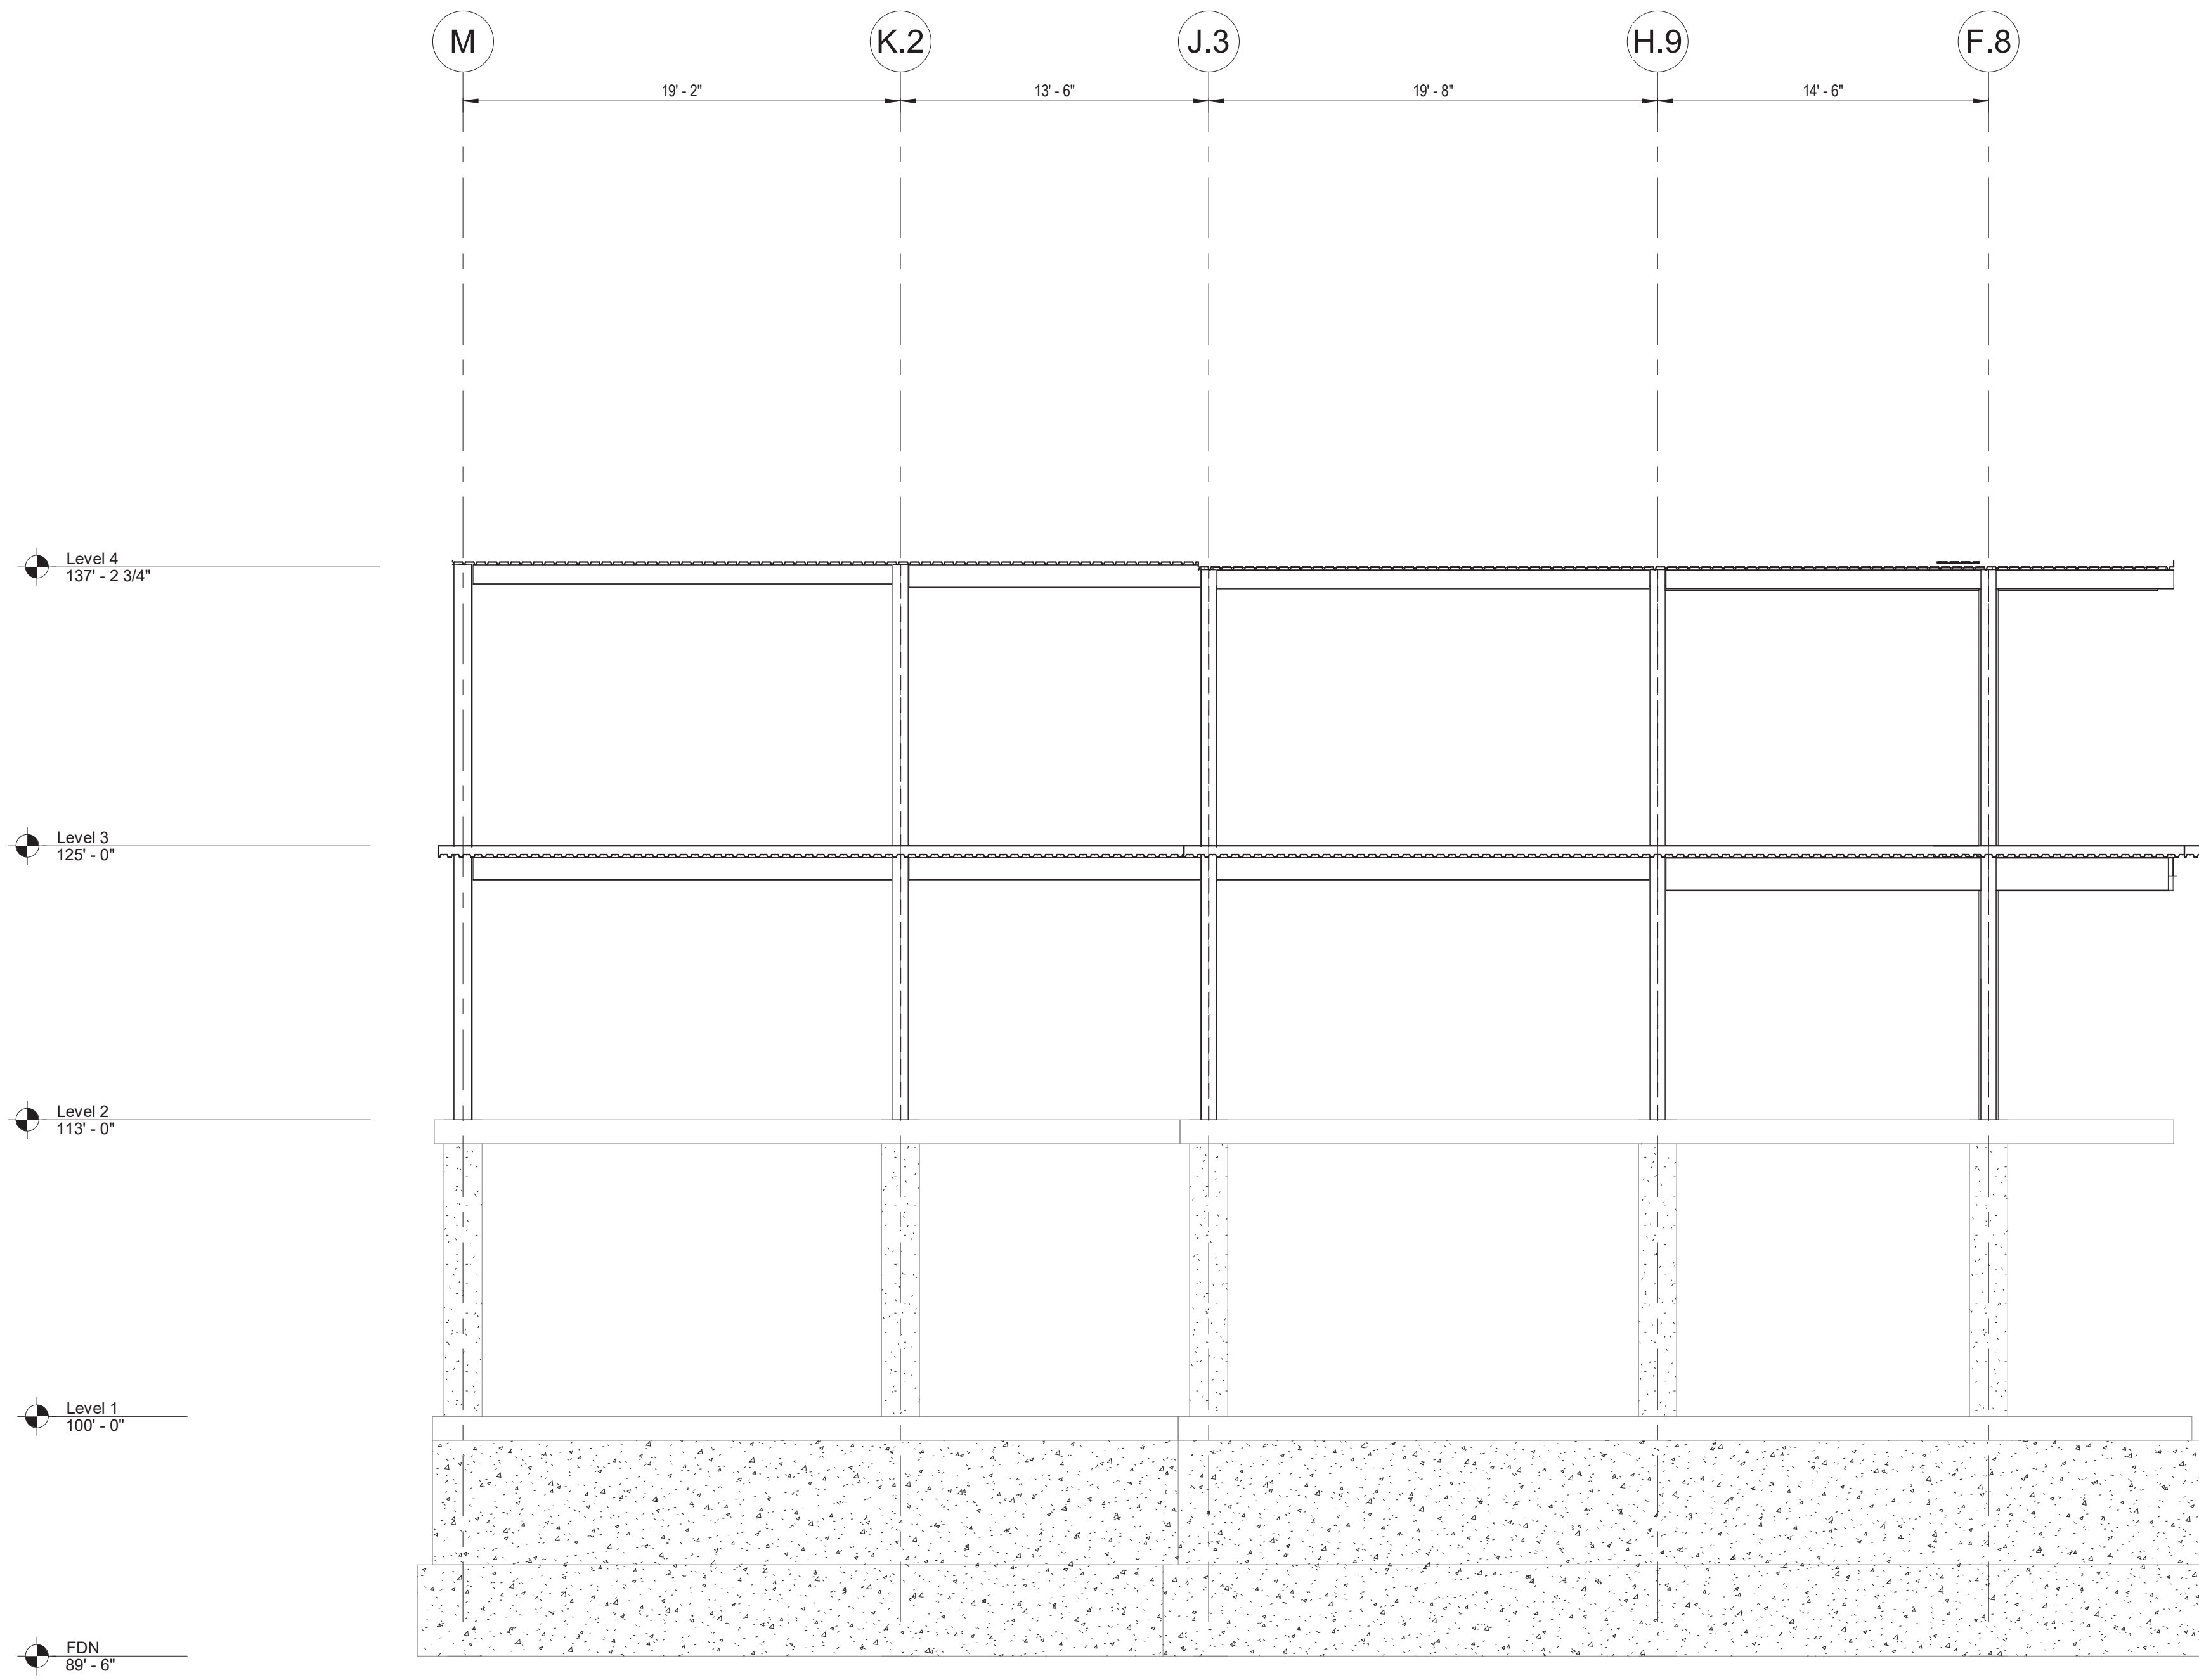 M K.2 J.3 H.9 F.8
19' - 2" 13' - 6" 19' - 8" 14' - 6"
Level 4
137' - 2 3/4"
Level 3
125' - 0"
Level 2
113' - 0"
Level 1
100' - 0"
FDN
89' - 6"